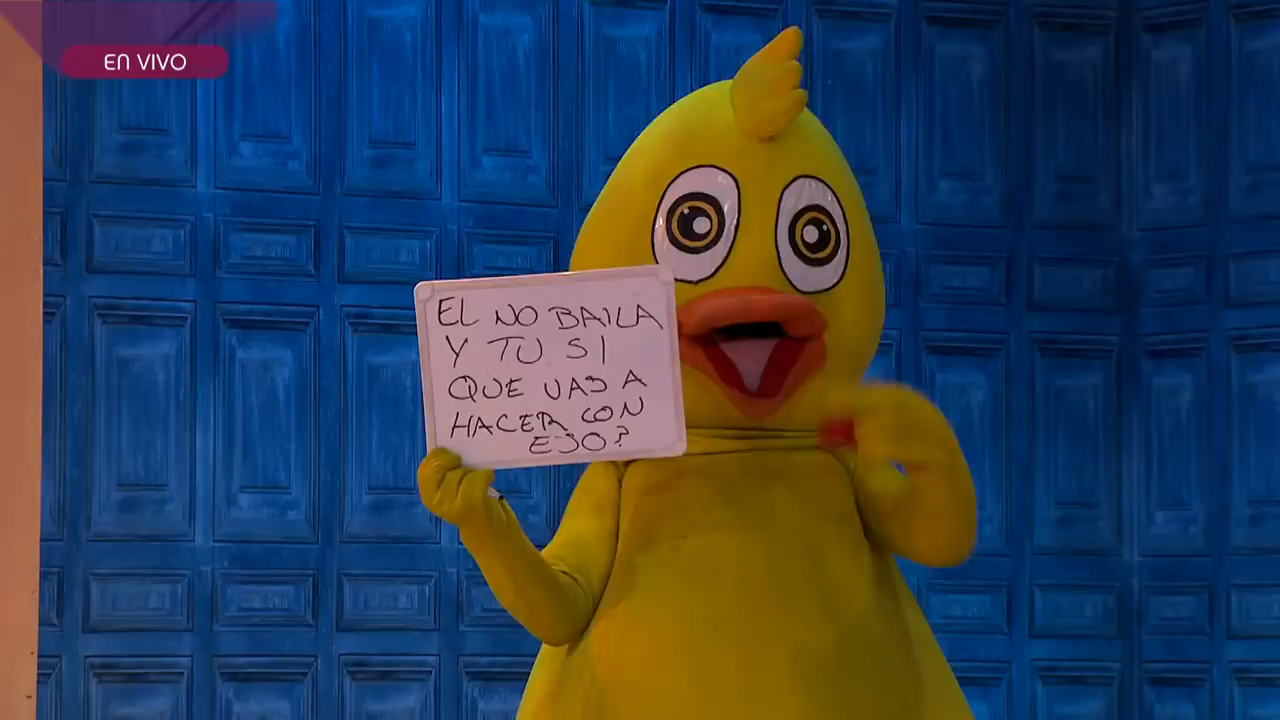 EN VIVO
EL NO BAILA
Y TU SI
QUE VAS A
HACER CON
ESO?